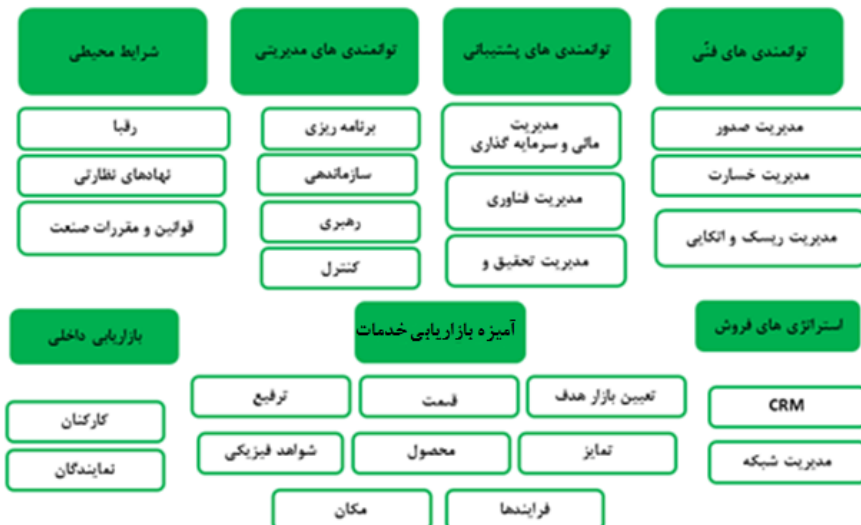 توانمندی های فنّی
توانمندی های پشتیبانی
توانمندی های مدیریتی
شرایط محیطی
مدیریت صدور
مدیریت خسارت
مدیریت ریسک و اتکایی
مدیریت
مالی و سرمایه گذاری
مدیریت فناوری
مدیریت تحقیق و
برنامه ریزی
سازماندهی
رهبری
کنترل
رقبا
نهادهای نظارتی
قوانین و مقررات صنعت
استراتژی های فروش
آمیزه بازاریابی خدمات
بازاریابی داخلی
CRM
مدیریت شبکه
تعیین بازار هدف
قیمت
ترفیع
تمایز
محصول
شواهد فیزیکی
فرایندها
مکان
کارکنان
نمایندگان